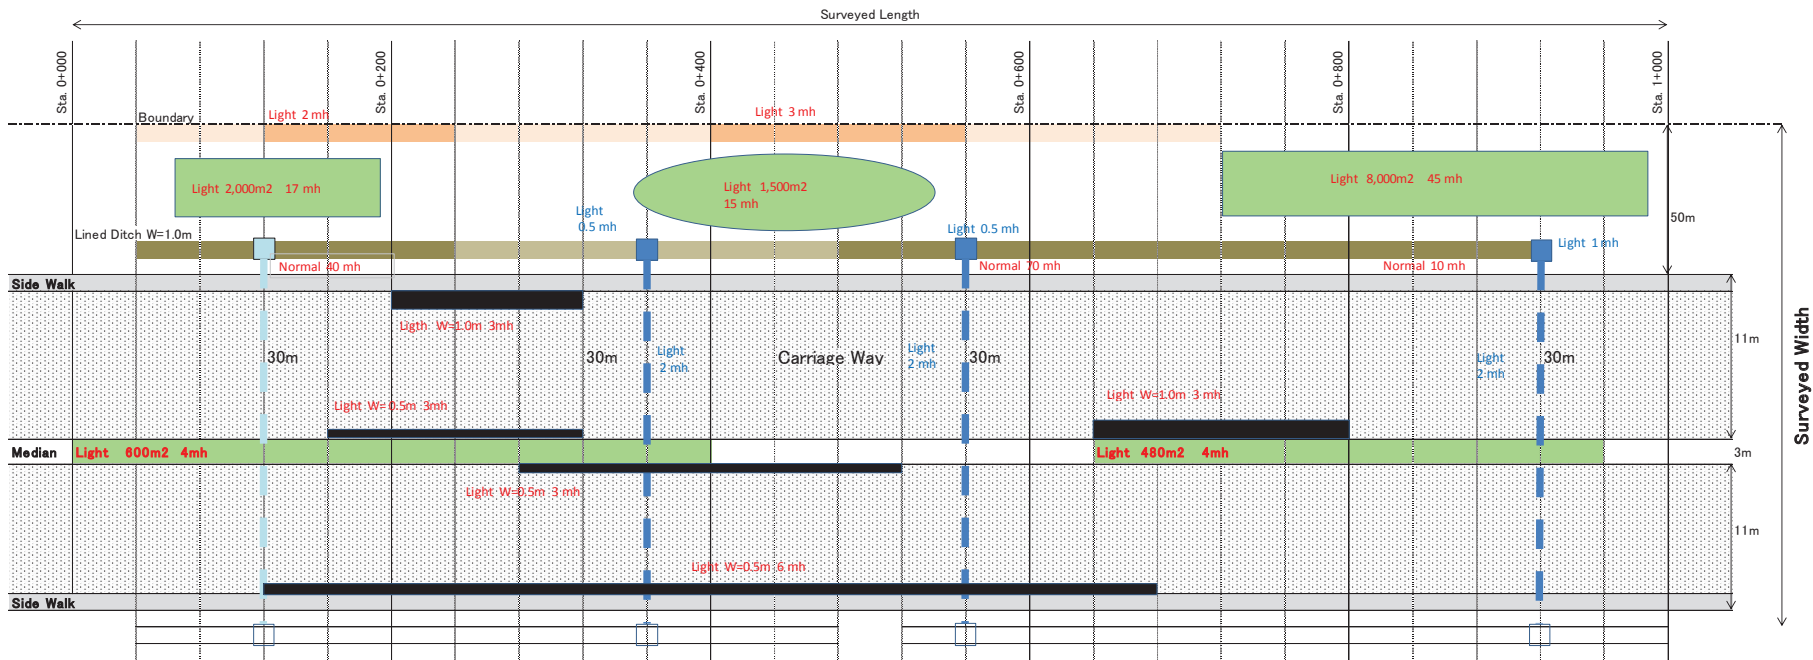 Surveyed Length
Sta. 0+000
Sta. 0+200
Sta. 0+400
Sta. 0+600
Sta. 0+800
Sta. 1+000
Boundary
Light 2 mh
Light 3 mh
Light 2,000m2 17 mh
Light 1,500m2
15 mh
Light 8,000m2 45 mh
50m
Lined Ditch W=1.0m
Light
0.5 mh
Light 0.5 mh
Light 1 mh
Normal 40 mh
Normal 70 mh
Normal 10 mh
Side Walk
Ligth W=1.0m 3mh
30m
30m
Light
2 mh
Carriage Way
Light
2 mh
30m
Light
2 mh
30m
11m
Surveyed Width
Light W=0.5m 3mh
Light W=1.0m 3 mh
Median
Light 600m2 4mh
Light 480m2 4mh
3m
Light W=0.5m 3 mh
11m
Light W=0.5m 6 mh
Side Walk